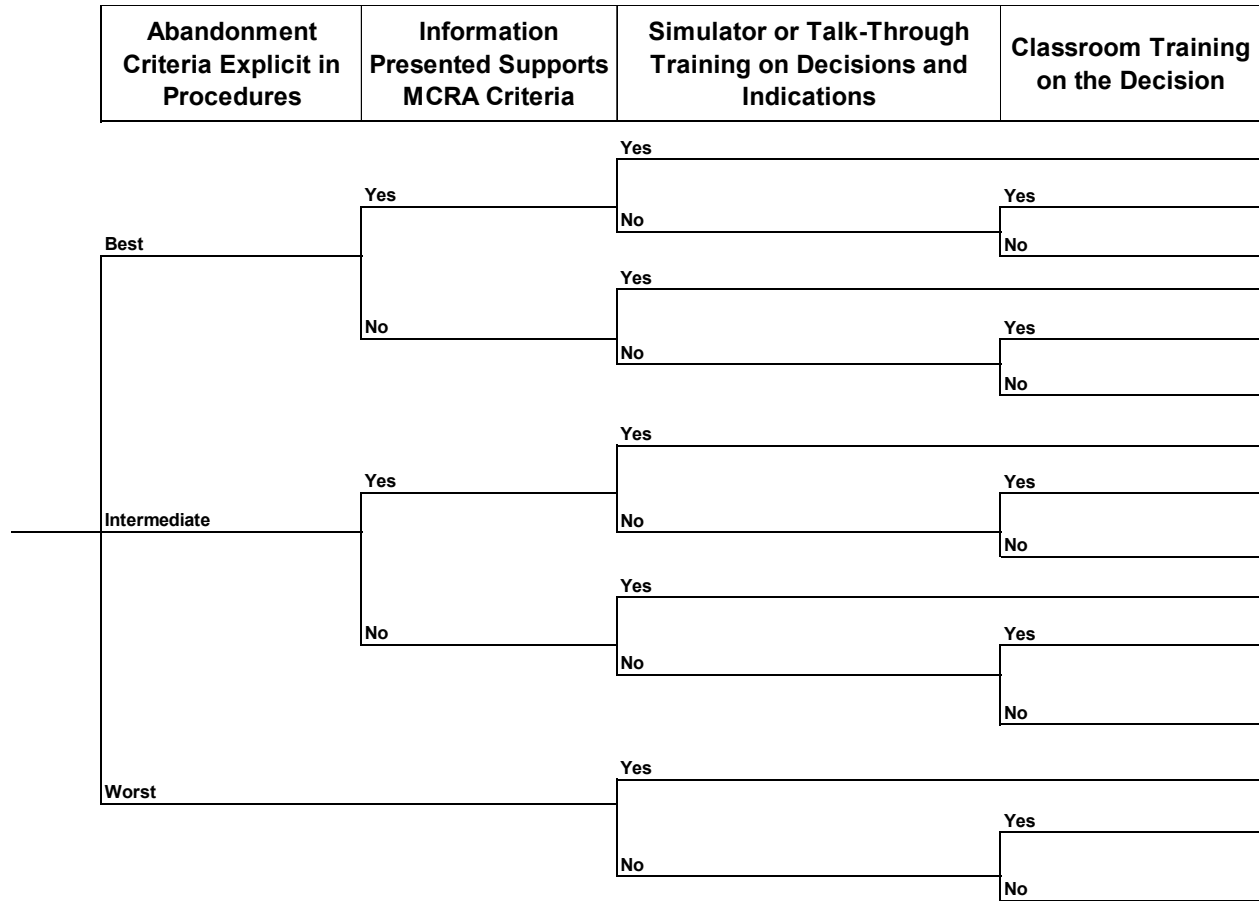 Abandonment
Criteria Explicit in
Procedures
Information
Presented Supports
MCRA Criteria
Simulator or Talk-Through
Training on Decisions and
Indications
Classroom Training
on the Decision
Yes
Yes
Yes
No
Best
No
Yes
No
Yes
No
No
Yes
Yes
Yes
Intermediate
No
No
Yes
No
Yes
No
No
Yes
Worst
Yes
No
No